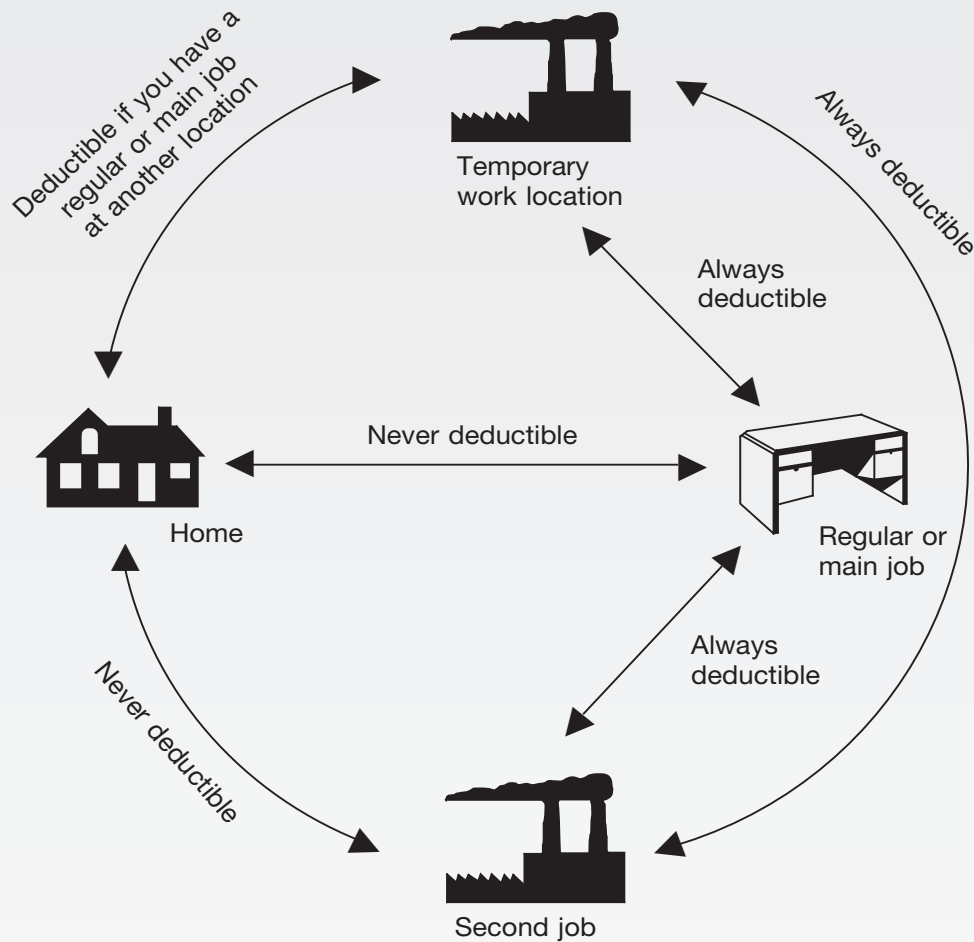 Deductible if you have a
regular or main job
at another location
Temporary
work location
Always deductible
Always
deductible
Never deductible
Home
Regular or
main job
Always
deductible
Never deductible
Second job